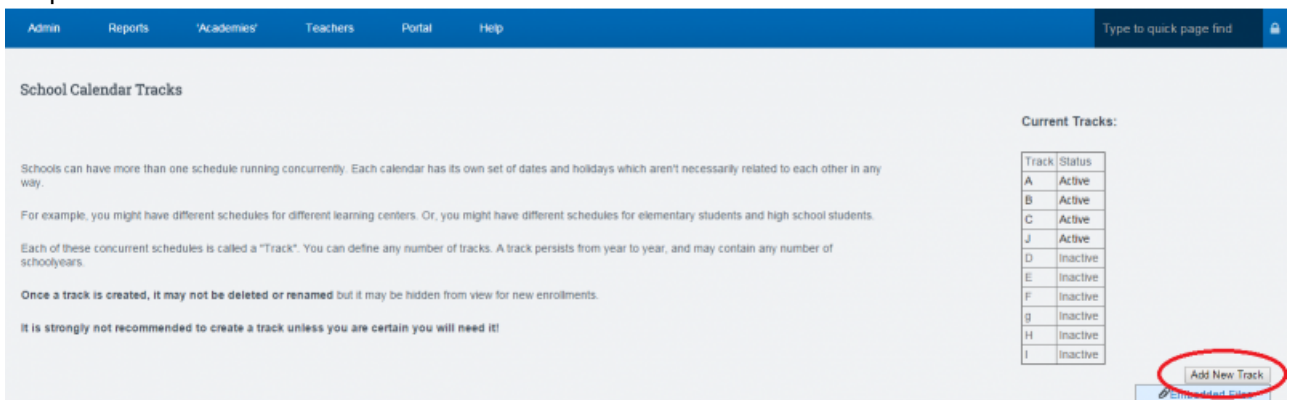 Admin Reports 'Academies' Teachers Portal Help Type to quick page find
School Calendar Tracks
Current Tracks:
Schools can have more than one schedule running concurrently. Each calendar has its own set of dates and holidays which aren't necessarily related to each other in any
way.
For example, you might have different schedules for different learning centers. Or, you might have different schedules for elementary students and high school students.
Each of these concurrent schedules is called a "Track". You can define any number of tracks. A track persists from year to year, and may contain any number of
schoolyears.
Once a track is created, it may not be deleted or renamed but it may be hidden from view for new enrollments.
It is strongly not recommended to create a track unless you are certain you will need it!
Track Status
A Active
B Active
C Active
J Active
D Inactive
E Inactive
F Inactive
g Inactive
H Inactive
I Inactive
Add New Track
Embedded Files